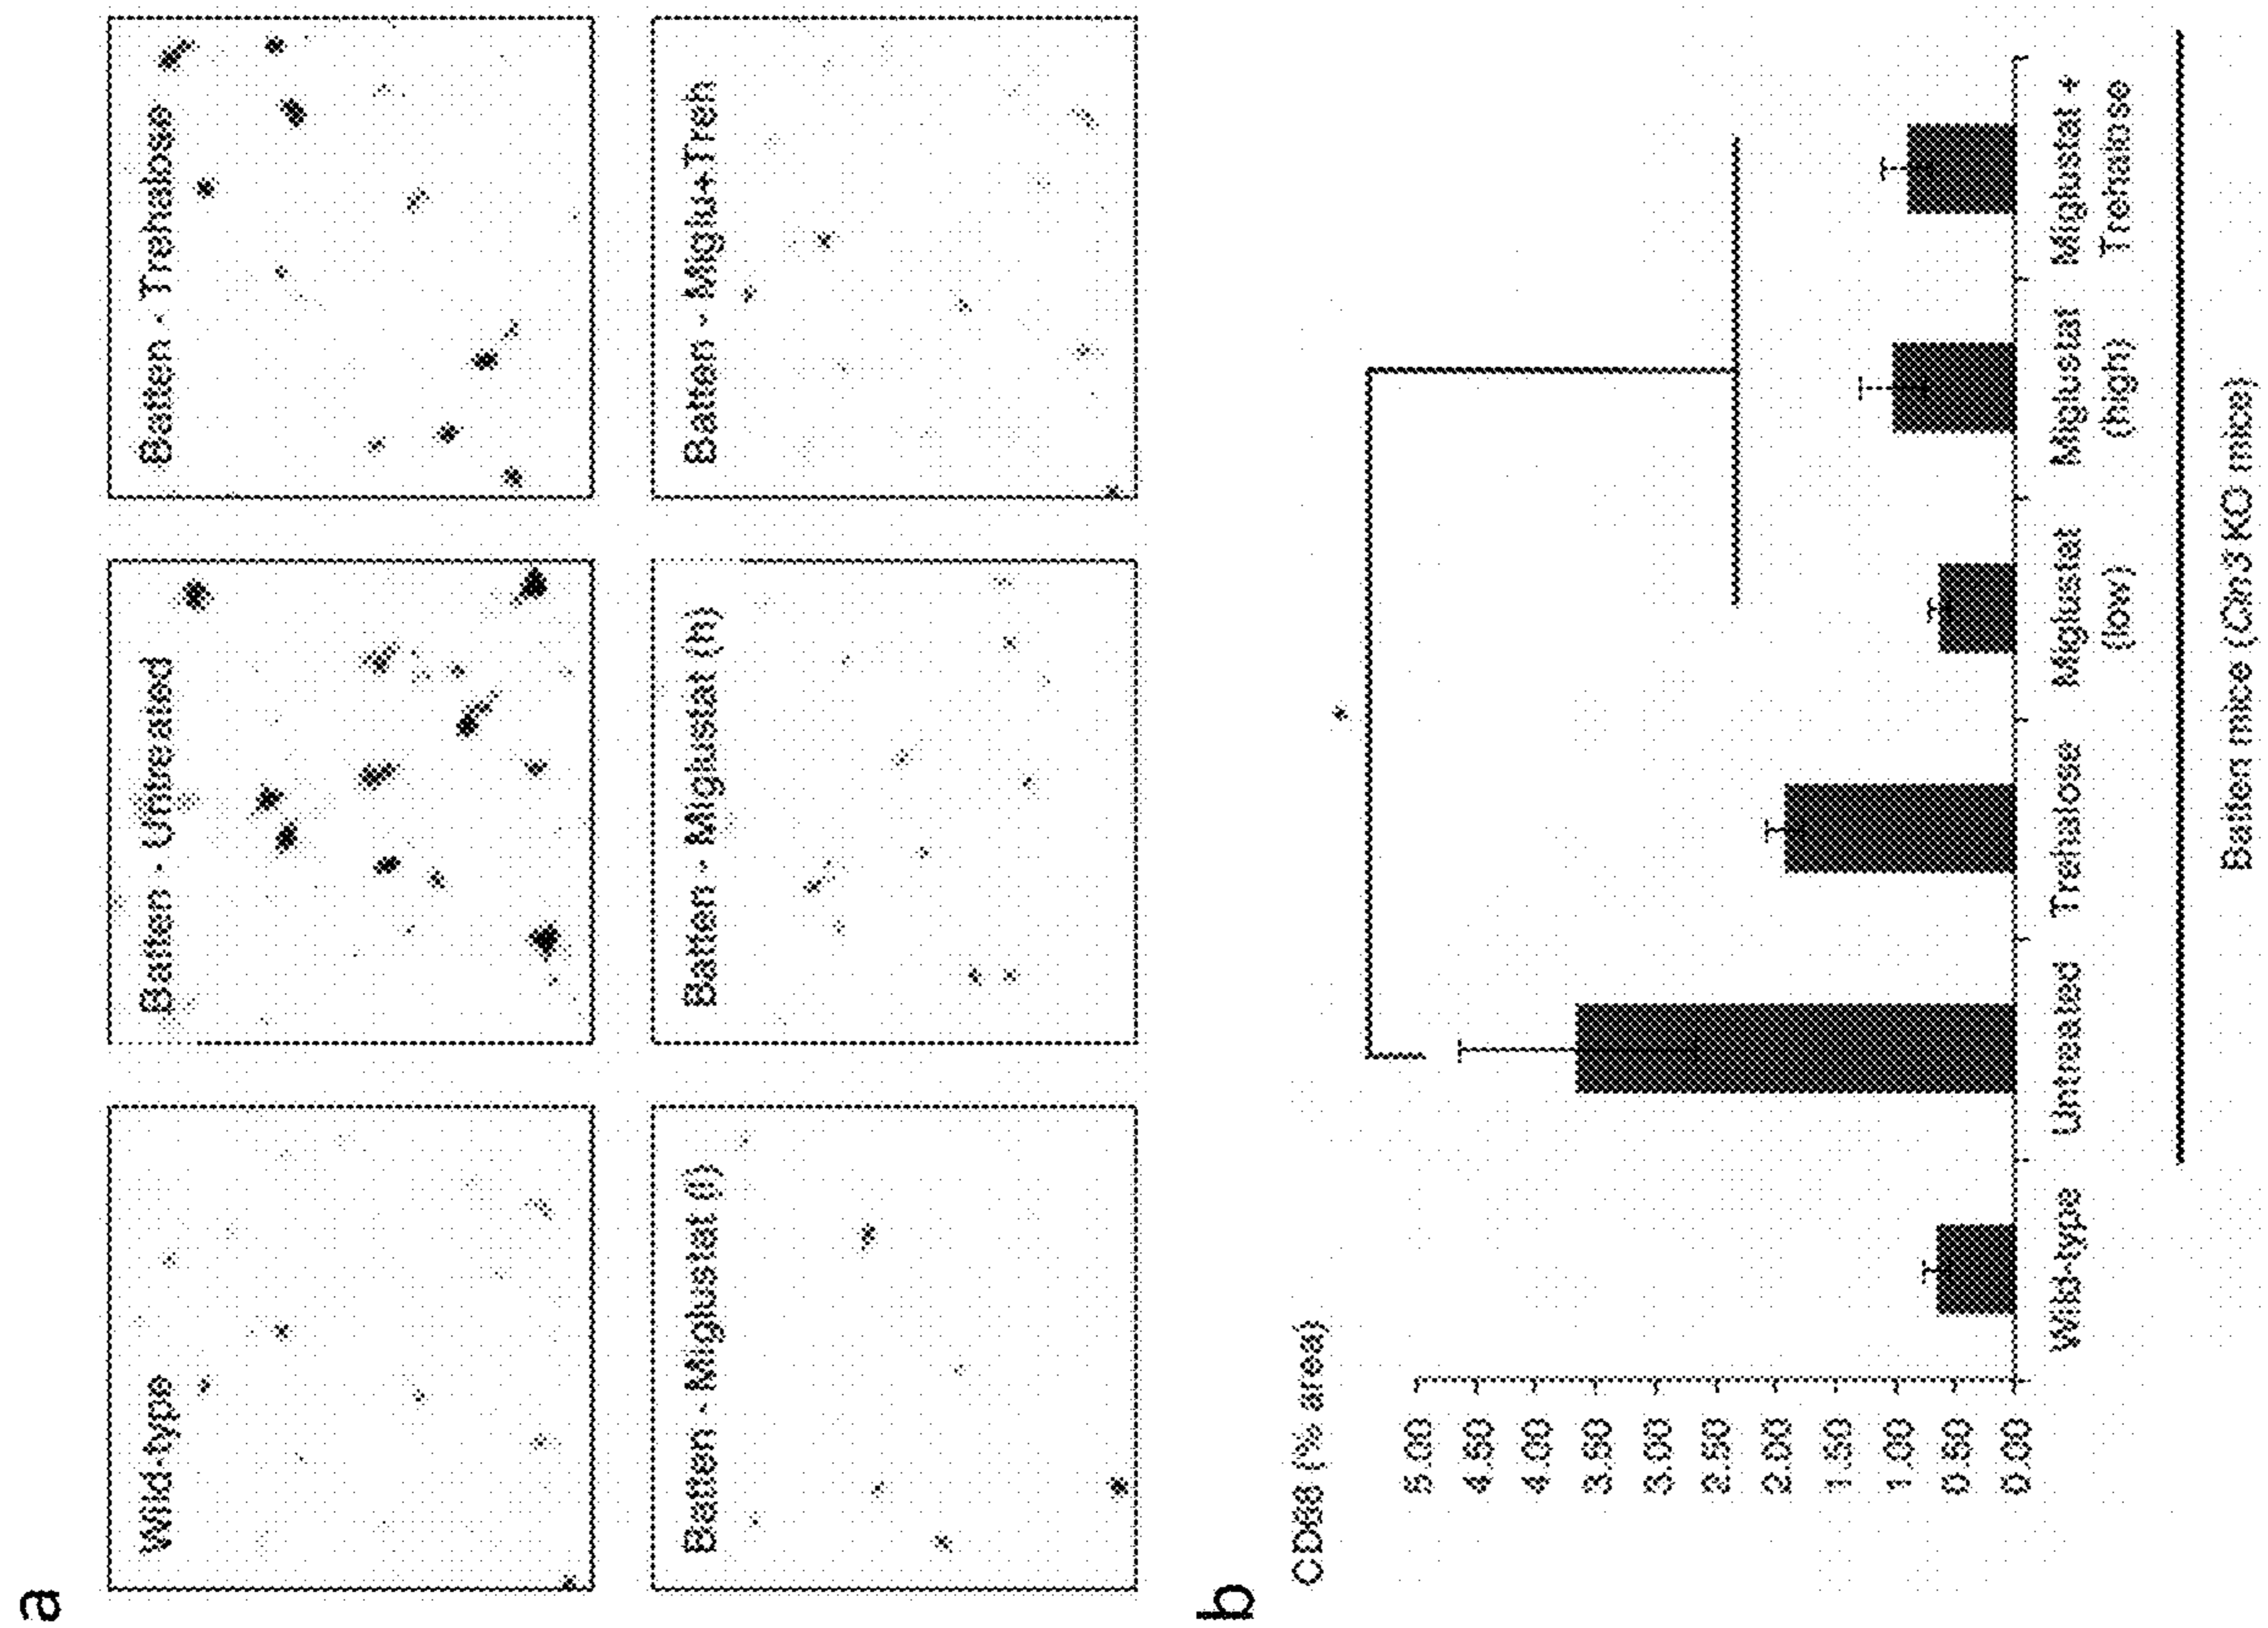 a
Wild-type
Batten - Untreated
Batten - Trehalose
Batten - Miglustat (l)
Batten - Miglustat (h)
Batten - Miglu+Treh
b
CD68 (% area)
5.00
4.50
4.00
3.50
3.00
2.50
2.00
1.50
1.00
0.50
0.00
*
Wild-type
Untreated
Trehalose
Miglustat
(low)
Miglustat
(high)
Miglustat +
Trehalose
Batten mice (Cln3 KO mice)